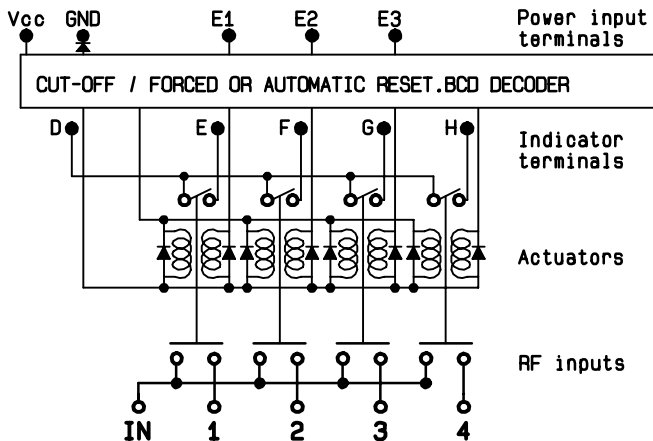 Vcc GND E1 E2 E3 Power input
terminals
CUT-OFF / FORCED OR AUTOMATIC RESET.BCD DECODER
D E F G H Indicator
terminals
Actuators
RF inputs
IN 1 2 3 4